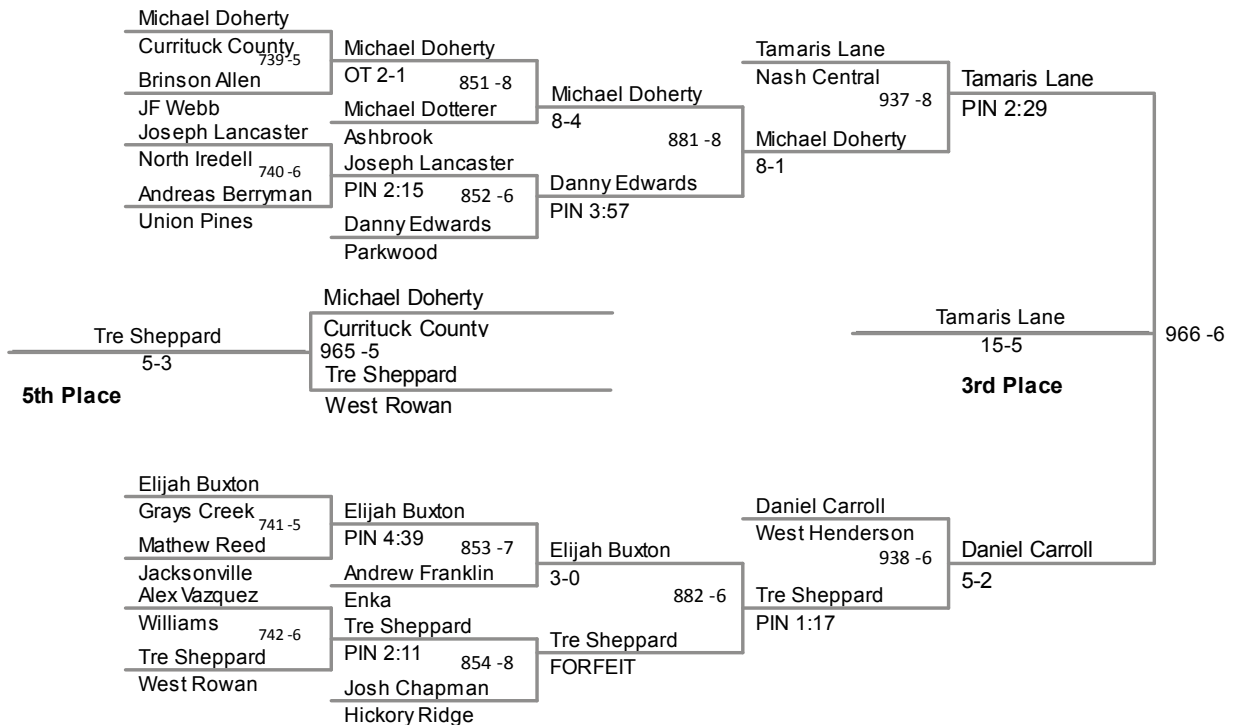 Michael Doherty
Currituck County
739 -5
Brinson Allen
JF Webb
Joseph Lancaster
North Iredell
740 -6
Andreas Berryman
Union Pines
Michael Doherty
OT 2-1
851 -8
Michael Dotterer
Ashbrook
Joseph Lancaster
PIN 2:15
852 -6
Danny Edwards
Parkwood
Michael Doherty
8-4
881 -8
Danny Edwards
PIN 3:57
Tamaris Lane
Nash Central
937 -8
Michael Doherty
8-1
Tamaris Lane
PIN 2:29
Michael Doherty
Currituck County
965 -5
Tre Sheppard
West Rowan
Tre Sheppard
5-3
5th Place
Tamaris Lane
15-5
3rd Place
966 -6
Elijah Buxton
Grays Creek
741 -5
Mathew Reed
Jacksonville
Alex Vazquez
Williams
742 -6
Tre Sheppard
West Rowan
Elijah Buxton
PIN 4:39
853 -7
Andrew Franklin
Enka
Tre Sheppard
PIN 2:11
854 -8
Josh Chapman
Hickory Ridge
Elijah Buxton
3-0
882 -6
Tre Sheppard
FORFEIT
Daniel Carroll
West Henderson
938 -6
Tre Sheppard
PIN 1:17
Daniel Carroll
5-2